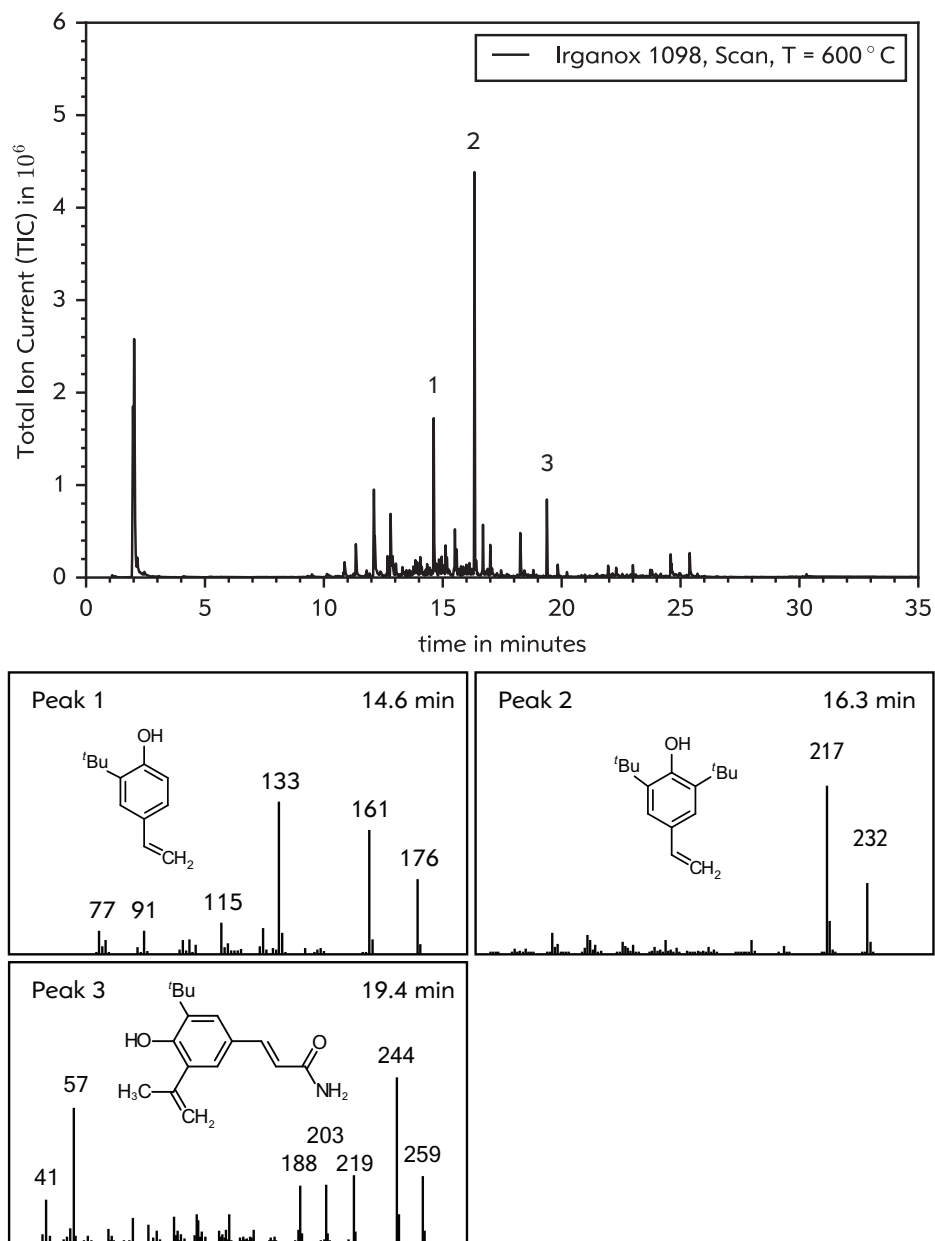 6
5
4
3
2
1
0
Total Ion Current (TIC) in 10⁶
Irganox 1098, Scan, T = 600 ° C
1
2
3
0 5 10 15 20 25 30 35
time in minutes
Peak 1 14.6 min
OH
ᵗBu
CH₂
77 91 115 133 161 176
Peak 2 16.3 min
OH
ᵗBu ᵗBu
CH₂
217
232
Peak 3 19.4 min
ᵗBu
HO
O
NH₂
H₃C
CH₂
41 57 188 203 219 244 259